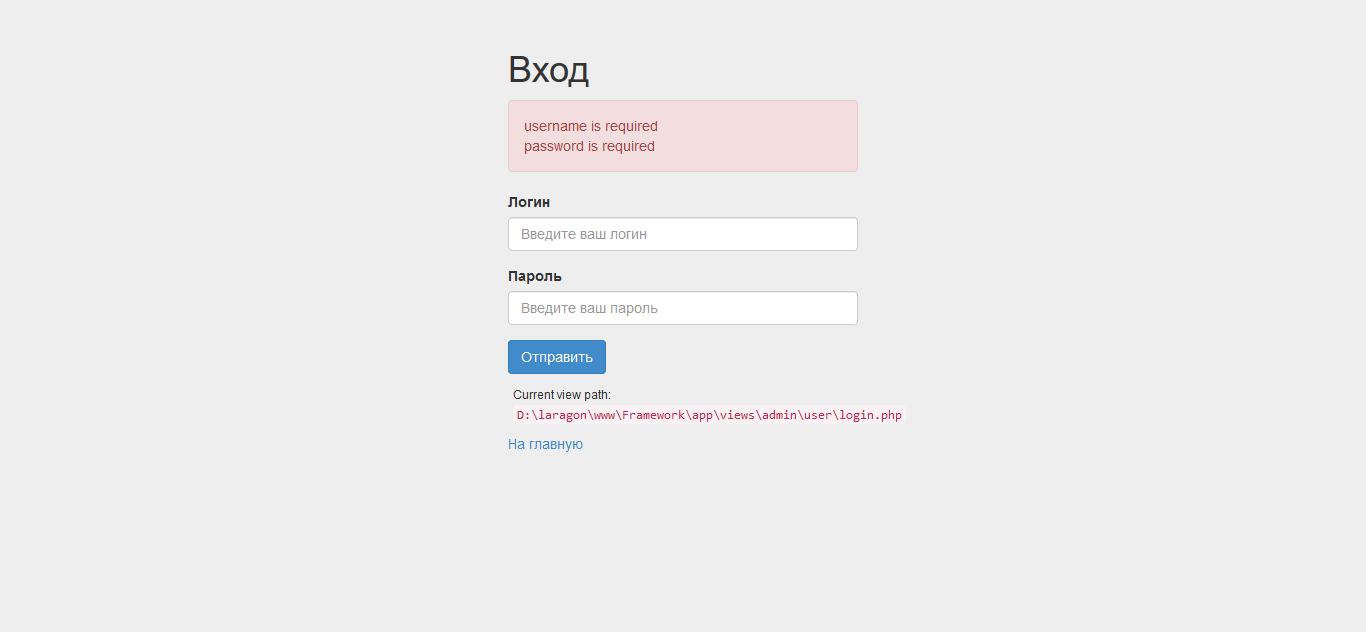 Вход
username is required
password is required
Логин
Введите ваш логин
Пароль
Введите ваш пароль
Отправить
Current view path:
D:\laragon\www\Framework\app\views\admin\user\login.php
На главную